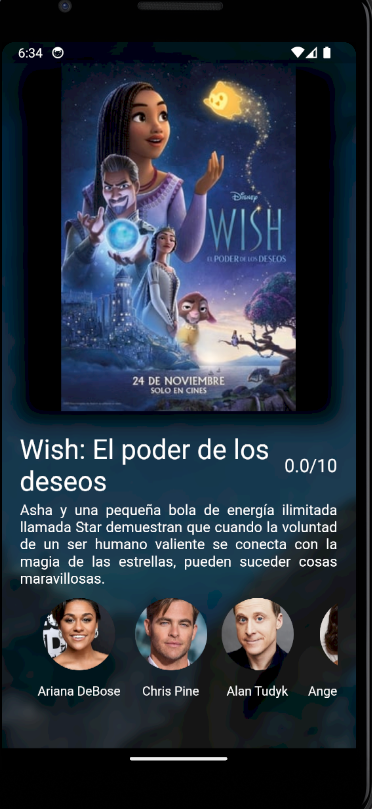 6:34
Disney
WISH
EL PODER DE LOS DESEOS
24 DE NOVIEMBRE
SOLO EN CINES
Wish: El poder de los
deseos
0.0/10
Asha y una pequeña bola de energía ilimitada
llamada Star demuestran que cuando la voluntad
de un ser humano valiente se conecta con la
magia de las estrellas, pueden suceder cosas
maravillosas.
Ariana DeBose
Chris Pine
Alan Tudyk
Ange